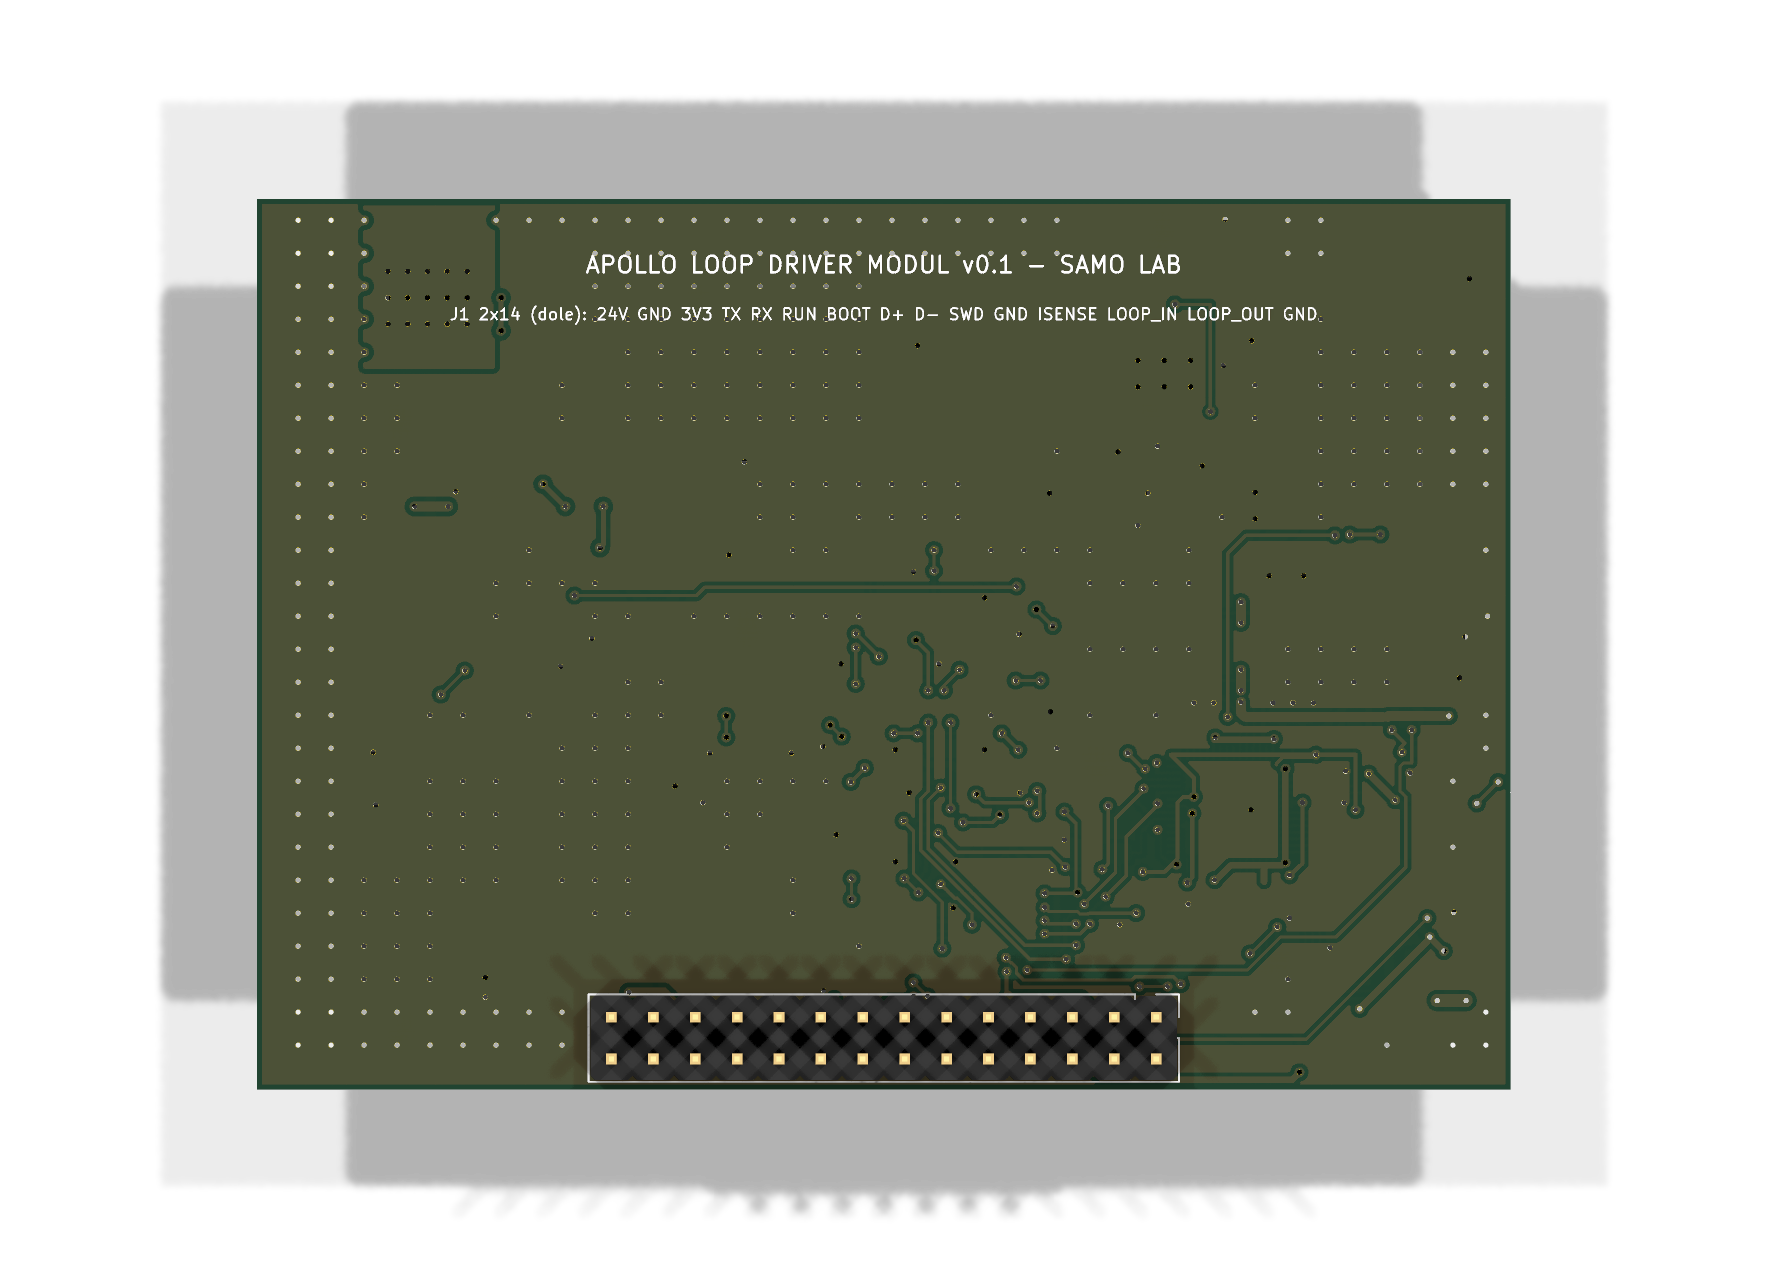 APOLLO LOOP DRIVER MODUL v0.1 – SAMO LAB
J1 2x14 (dole): 24V GND 3V3 TX RX RUN BOOT D+ D- SWD GND ISENSE LOOP_IN LOOP_OUT GND